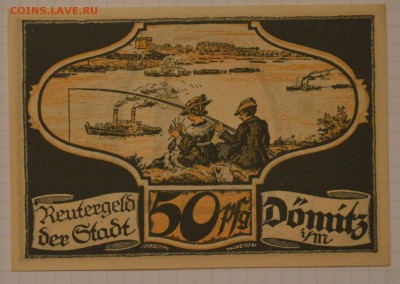 COINS.LAVE.RU
Reutergeld
der Stadt
50 Pfg
Dömitz
i/m